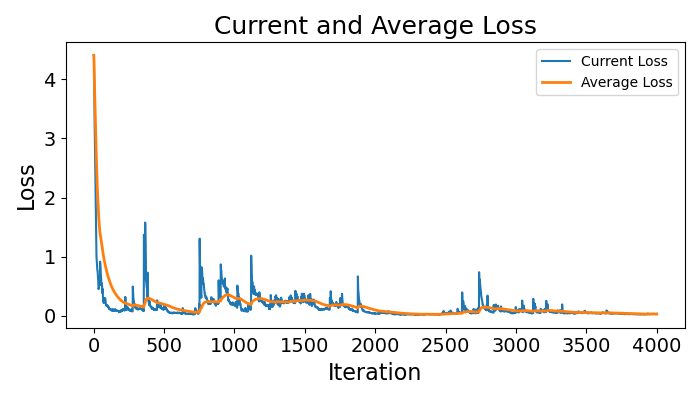 Current and Average Loss
Current Loss
Average Loss
4
3
2
1
0
Loss
0 500 1000 1500 2000 2500 3000 3500 4000
Iteration